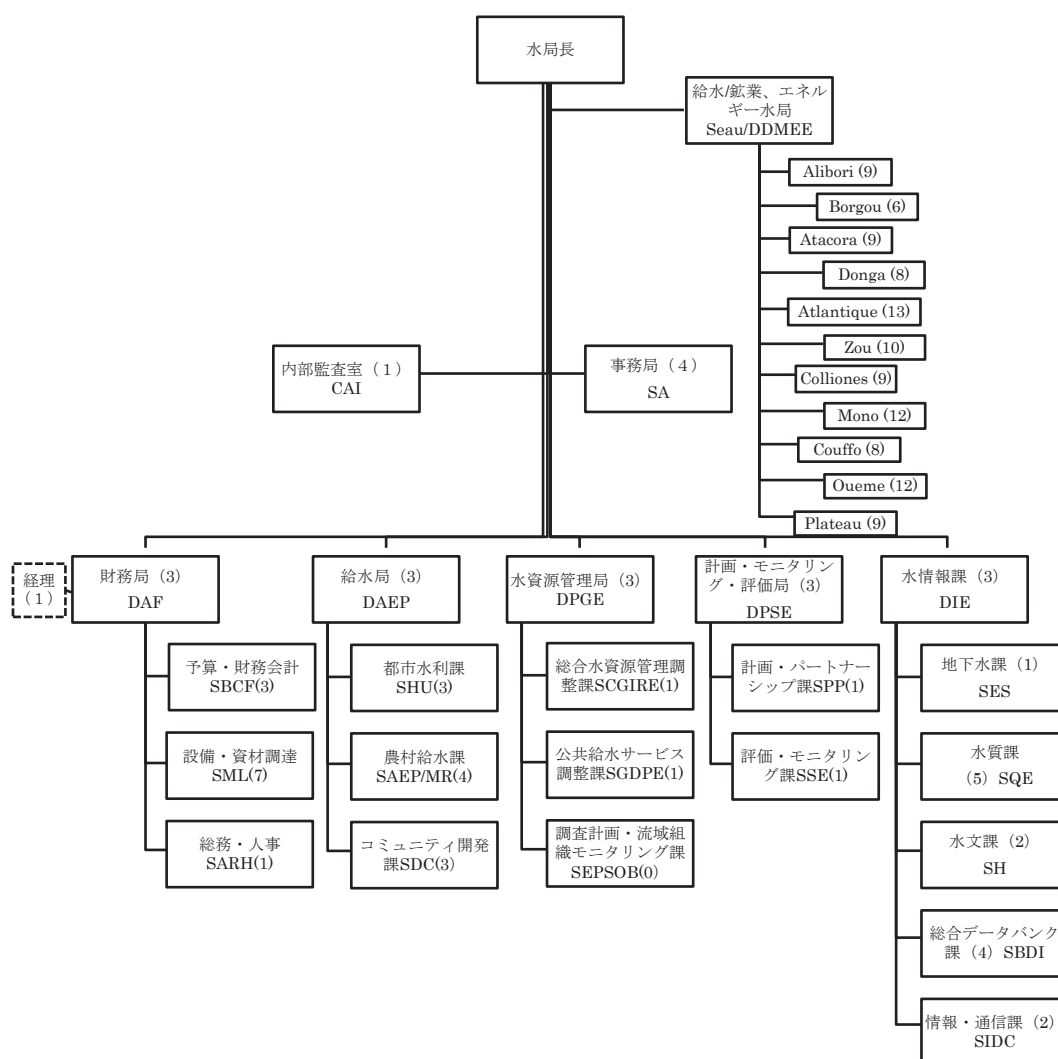 水局長
給水/鉱業、エネル
ギー水局
Seau/DDMEE
Alibori (9)
Borgou (6)
Atacora (9)
Donga (8)
Atlantique (13)
Zou (10)
Colliones (9)
Mono (12)
Couffo (8)
Oueme (12)
Plateau (9)
内部監査室（１）
CAI
事務局（４）
SA
経理
（１）
財務局（3）
DAF
給水局（3）
DAEP
水資源管理局（3）
DPGE
計画・モニタリ
ング・評価局（3）
DPSE
水情報課（3）
DIE
予算・財務会計
SBCF(3)
都市水利課
SHU(3)
総合水資源管理調
整課SCGIRE(1)
計画・パートナー
シップ課SPP(1)
地下水課（1）
SES
設備・資材調達
SML(7)
農村給水課
SAEP/MR(4)
公共給水サービス
調整課SGDPE(1)
評価・モニタリン
グ課SSE(1)
水質課
（5）SQE
総務・人事
SARH(1)
コミュニティ開発
課SDC(3)
調査計画・流域組
織モニタリング課
SEPSOB(0)
水文課（2）
SH
総合データバンク
課（4）SBDI
情報・通信課（2）
SIDC